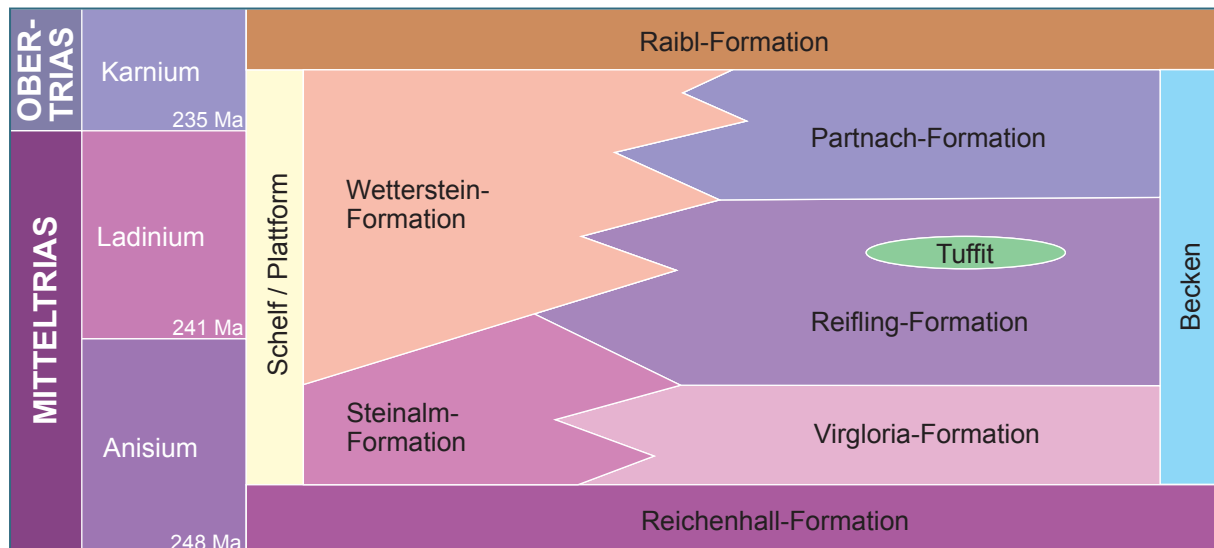 OBER-
TRIAS
Karnium
235 Ma
MITTELTRIAS
Ladinium
241 Ma
Anisium
248 Ma
Raibl-Formation
Schelf / Plattform
Wetterstein-
Formation
Partnach-Formation
Tuffit
Reifling-Formation
Steinalm-
Formation
Virgloria-Formation
Becken
Reichenhall-Formation